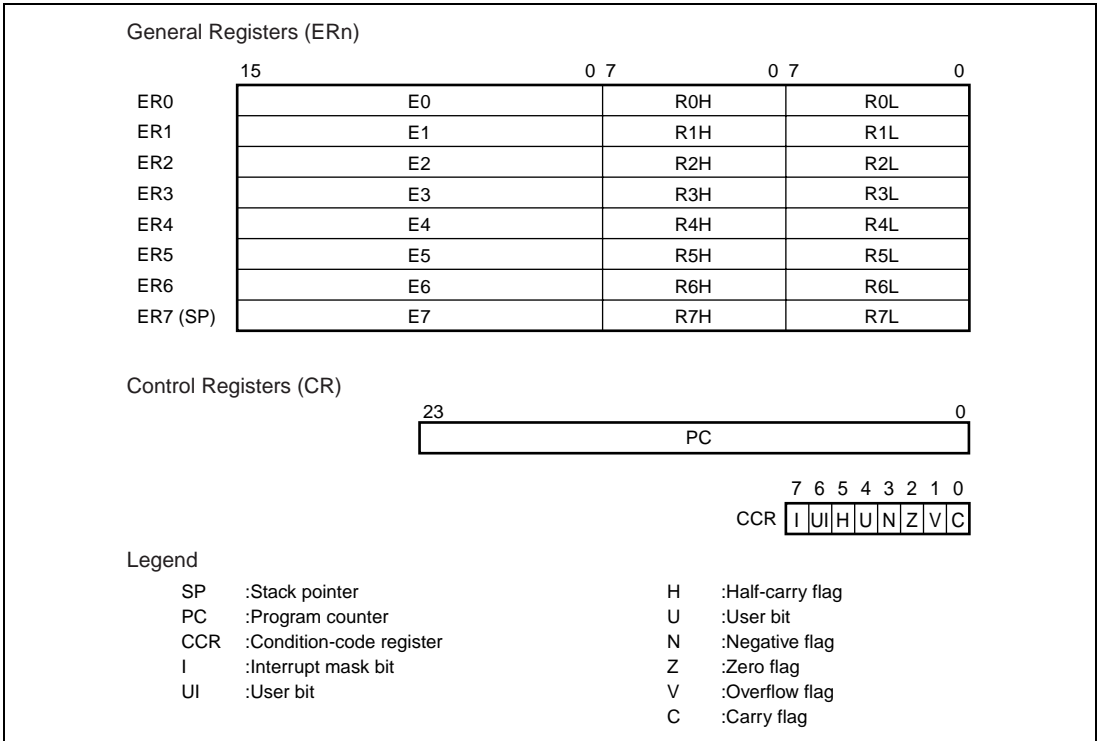 General Registers (ERn)
15 0 7 0 7 0
ER0 E0 R0H R0L
ER1 E1 R1H R1L
ER2 E2 R2H R2L
ER3 E3 R3H R3L
ER4 E4 R4H R4L
ER5 E5 R5H R5L
ER6 E6 R6H R6L
ER7 (SP) E7 R7H R7L
Control Registers (CR)
23 0
PC
7 6 5 4 3 2 1 0
CCR I UI H U N Z V C
Legend
SP :Stack pointer
PC :Program counter
CCR :Condition-code register
I :Interrupt mask bit
UI :User bit
H :Half-carry flag
U :User bit
N :Negative flag
Z :Zero flag
V :Overflow flag
C :Carry flag